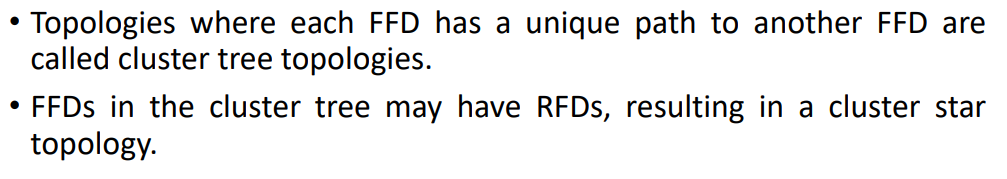 • Topologies where each FFD has a unique path to another FFD are
called cluster tree topologies.
• FFDs in the cluster tree may have RFDs, resulting in a cluster star
topology.